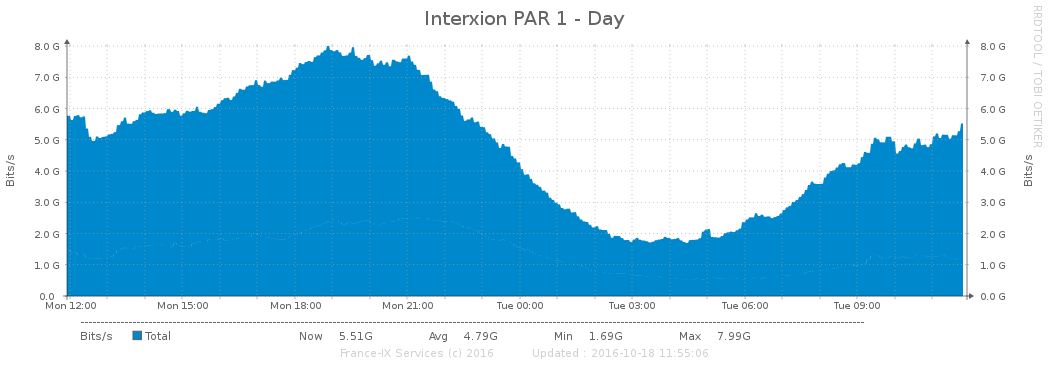 Interxion PAR 1 - Day
RRDTOOL / TOBI OETIKER
8.0 G 8.0 G
7.0 G 7.0 G
6.0 G 6.0 G
5.0 G 5.0 G
4.0 G 4.0 G
3.0 G 3.0 G
2.0 G 2.0 G
1.0 G 1.0 G
0.0 0.0 G
Bits/s
Bits/s
Mon 12:00 Mon 15:00 Mon 18:00 Mon 21:00 Tue 00:00 Tue 03:00 Tue 06:00 Tue 09:00
Bits/s Total Now 5.51G Avg 4.79G Min 1.69G Max 7.99G
France-IX Services (c) 2016 Updated : 2016-10-18 11:55:06